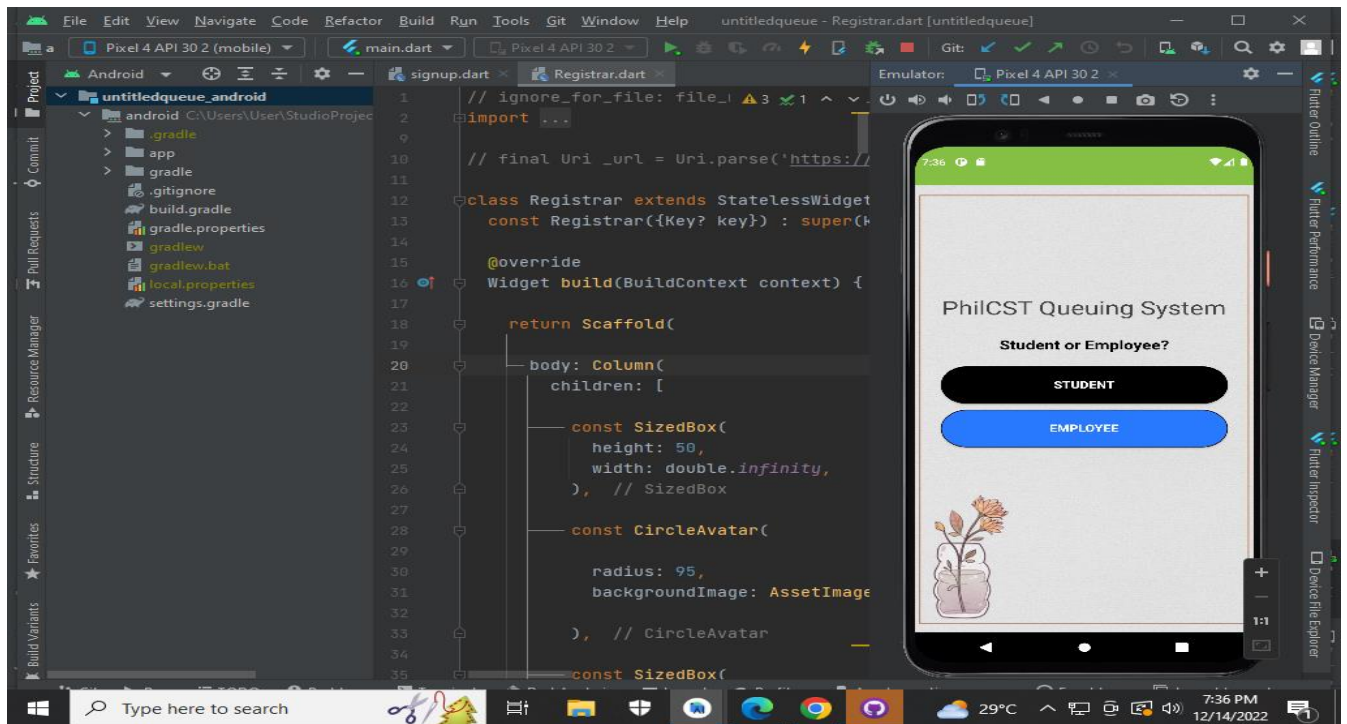 File Edit View Navigate Code Refactor Build Run Tools Git Window Help untitledqueue - Registrar.dart [untitledqueue]
a Pixel 4 API 30 2 (mobile) main.dart Pixel 4 API 30 2 Git:
Android signup.dart Registrar.dart Emulator: Pixel 4 API 30 2
Project
Commit
Pull Requests
Resource Manager
Structure
Favorites
Build Variants
untitledqueue_android
android C:\Users\User\StudioProjec
.gradle
app
gradle
.gitignore
build.gradle
gradle.properties
gradlew
gradlew.bat
local.properties
settings.gradle
1 // ignore_for_file: file_ 3 1
2 import ...
9
10 // final Uri _url = Uri.parse('https://
11
12 class Registrar extends StatelessWidget
13 const Registrar({Key? key}) : super(k
14
15 @override
16 Widget build(BuildContext context) {
17
18 return Scaffold(
19
20 body: Column(
21 children: [
22
23 const SizedBox(
24 height: 50,
25 width: double.infinity,
26 ), // SizedBox
27
28 const CircleAvatar(
29
30 radius: 95,
31 backgroundImage: AssetImage
32
33 ), // CircleAvatar
34
35 const SizedBox(
7:36
PhilCST Queuing System
Student or Employee?
STUDENT
EMPLOYEE
1:1
Flutter Outline
Flutter Performance
Device Manager
Flutter Inspector
Device File Explorer
Type here to search 29°C 7:36 PM
12/14/2022
1